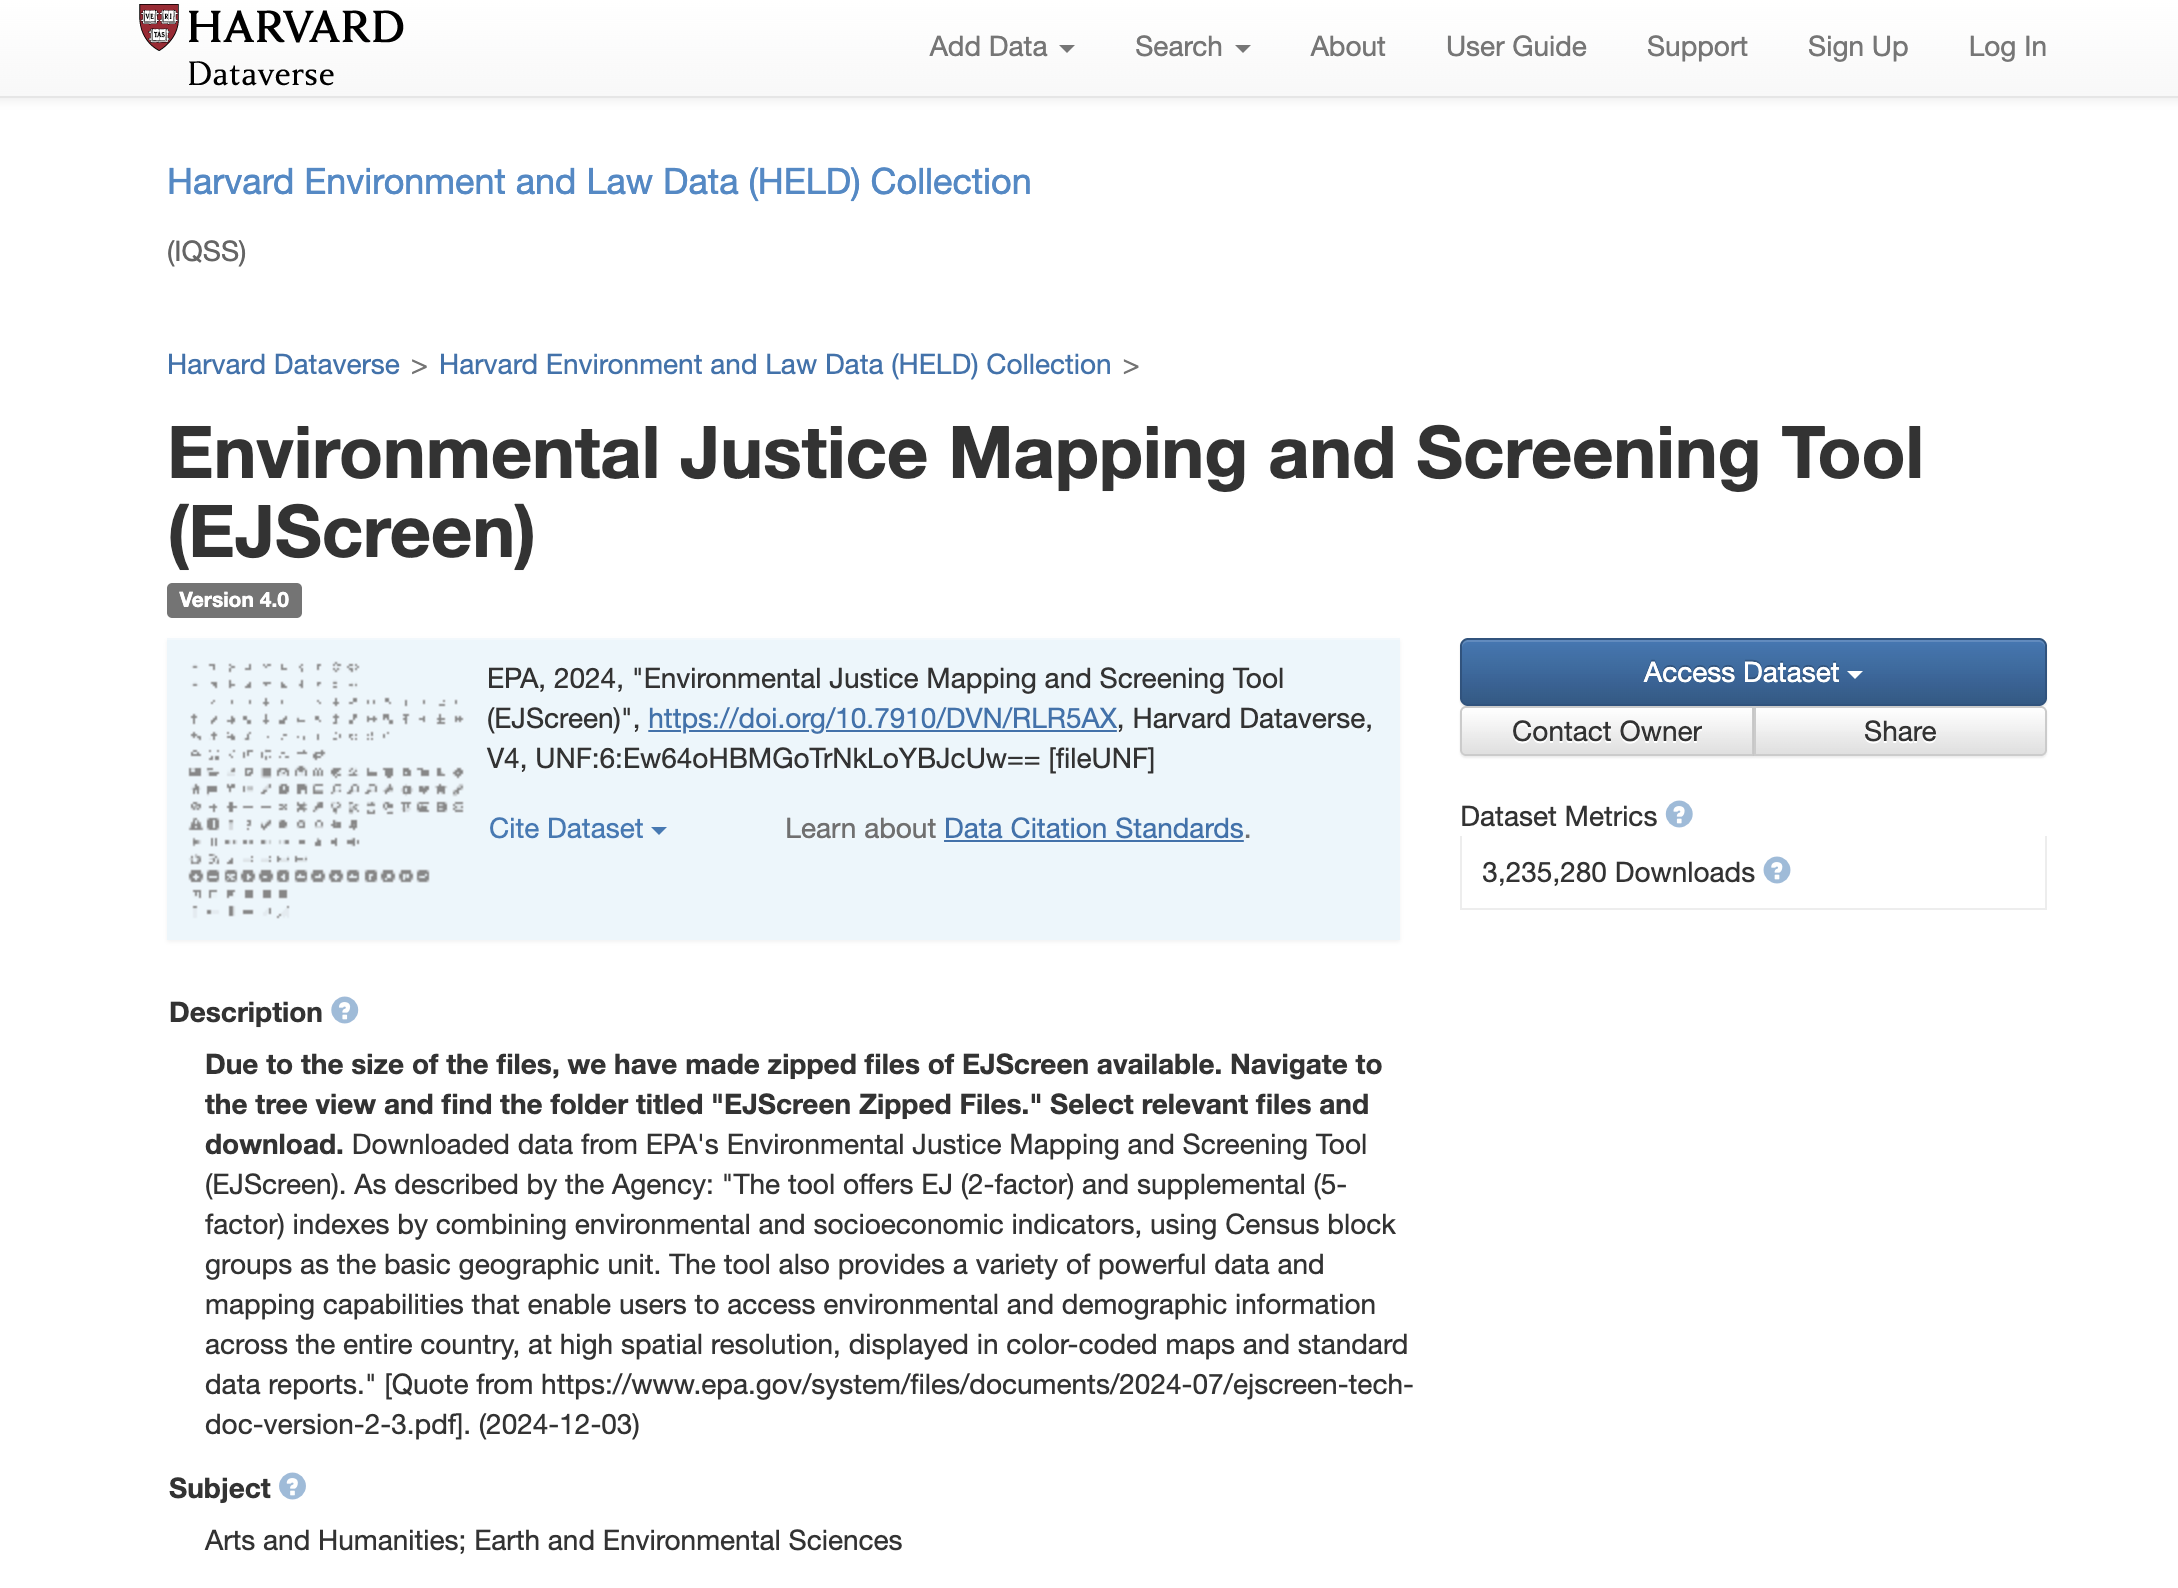 HARVARD
Dataverse
Add Data
Search
About
User Guide
Support
Sign Up
Log In
Harvard Environment and Law Data (HELD) Collection
(IQSS)
Harvard Dataverse > Harvard Environment and Law Data (HELD) Collection >
Environmental Justice Mapping and Screening Tool
(EJScreen)
Version 4.0
EPA, 2024, "Environmental Justice Mapping and Screening Tool
(EJScreen)", https://doi.org/10.7910/DVN/RLR5AX, Harvard Dataverse,
V4, UNF:6:Ew64oHBMGoTrNkLoYBJcUw== [fileUNF]
Cite Dataset
Learn about Data Citation Standards.
Access Dataset
Contact Owner
Share
Dataset Metrics ?
3,235,280 Downloads ?
Description ?
Due to the size of the files, we have made zipped files of EJScreen available. Navigate to
the tree view and find the folder titled "EJScreen Zipped Files." Select relevant files and
download. Downloaded data from EPA's Environmental Justice Mapping and Screening Tool
(EJScreen). As described by the Agency: "The tool offers EJ (2-factor) and supplemental (5-
factor) indexes by combining environmental and socioeconomic indicators, using Census block
groups as the basic geographic unit. The tool also provides a variety of powerful data and
mapping capabilities that enable users to access environmental and demographic information
across the entire country, at high spatial resolution, displayed in color-coded maps and standard
data reports." [Quote from https://www.epa.gov/system/files/documents/2024-07/ejscreen-tech-
doc-version-2-3.pdf]. (2024-12-03)
Subject ?
Arts and Humanities; Earth and Environmental Sciences